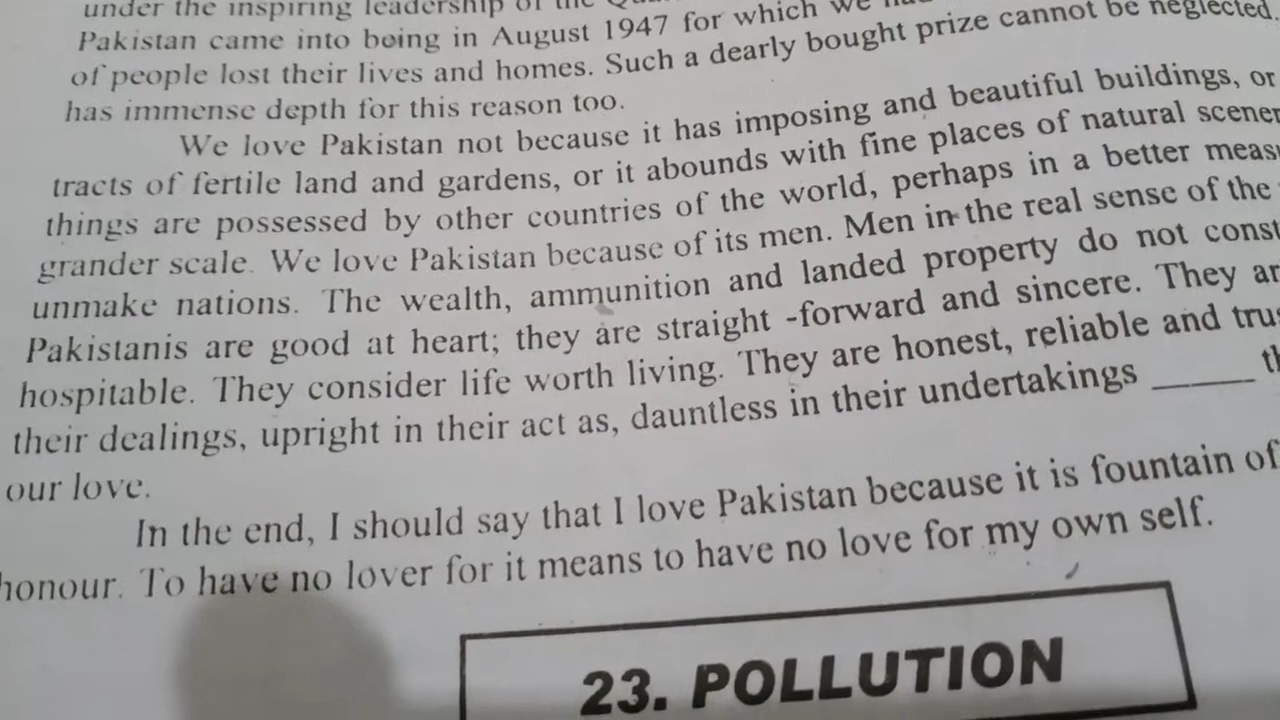 under the inspiring leadership of the
Pakistan came into being in August 1947 for which we
of people lost their lives and homes. Such a dearly bought prize cannot be neglected.
has immense depth for this reason too.
We love Pakistan not because it has imposing and beautiful buildings, or
tracts of fertile land and gardens, or it abounds with fine places of natural
things are possessed by other countries of the world, perhaps in a better
grander scale. We love Pakistan because of its men. Men in the real sense of the
unmake nations. The wealth, ammunition and landed property do not
Pakistanis are good at heart; they are straight -forward and sincere. They
hospitable. They consider life worth living. They are honest, reliable and
their dealings, upright in their act as, dauntless in their undertakings ______
our love.
In the end, I should say that I love Pakistan because it is fountain of
honour. To have no lover for it means to have no love for my own self.
23. POLLUTION